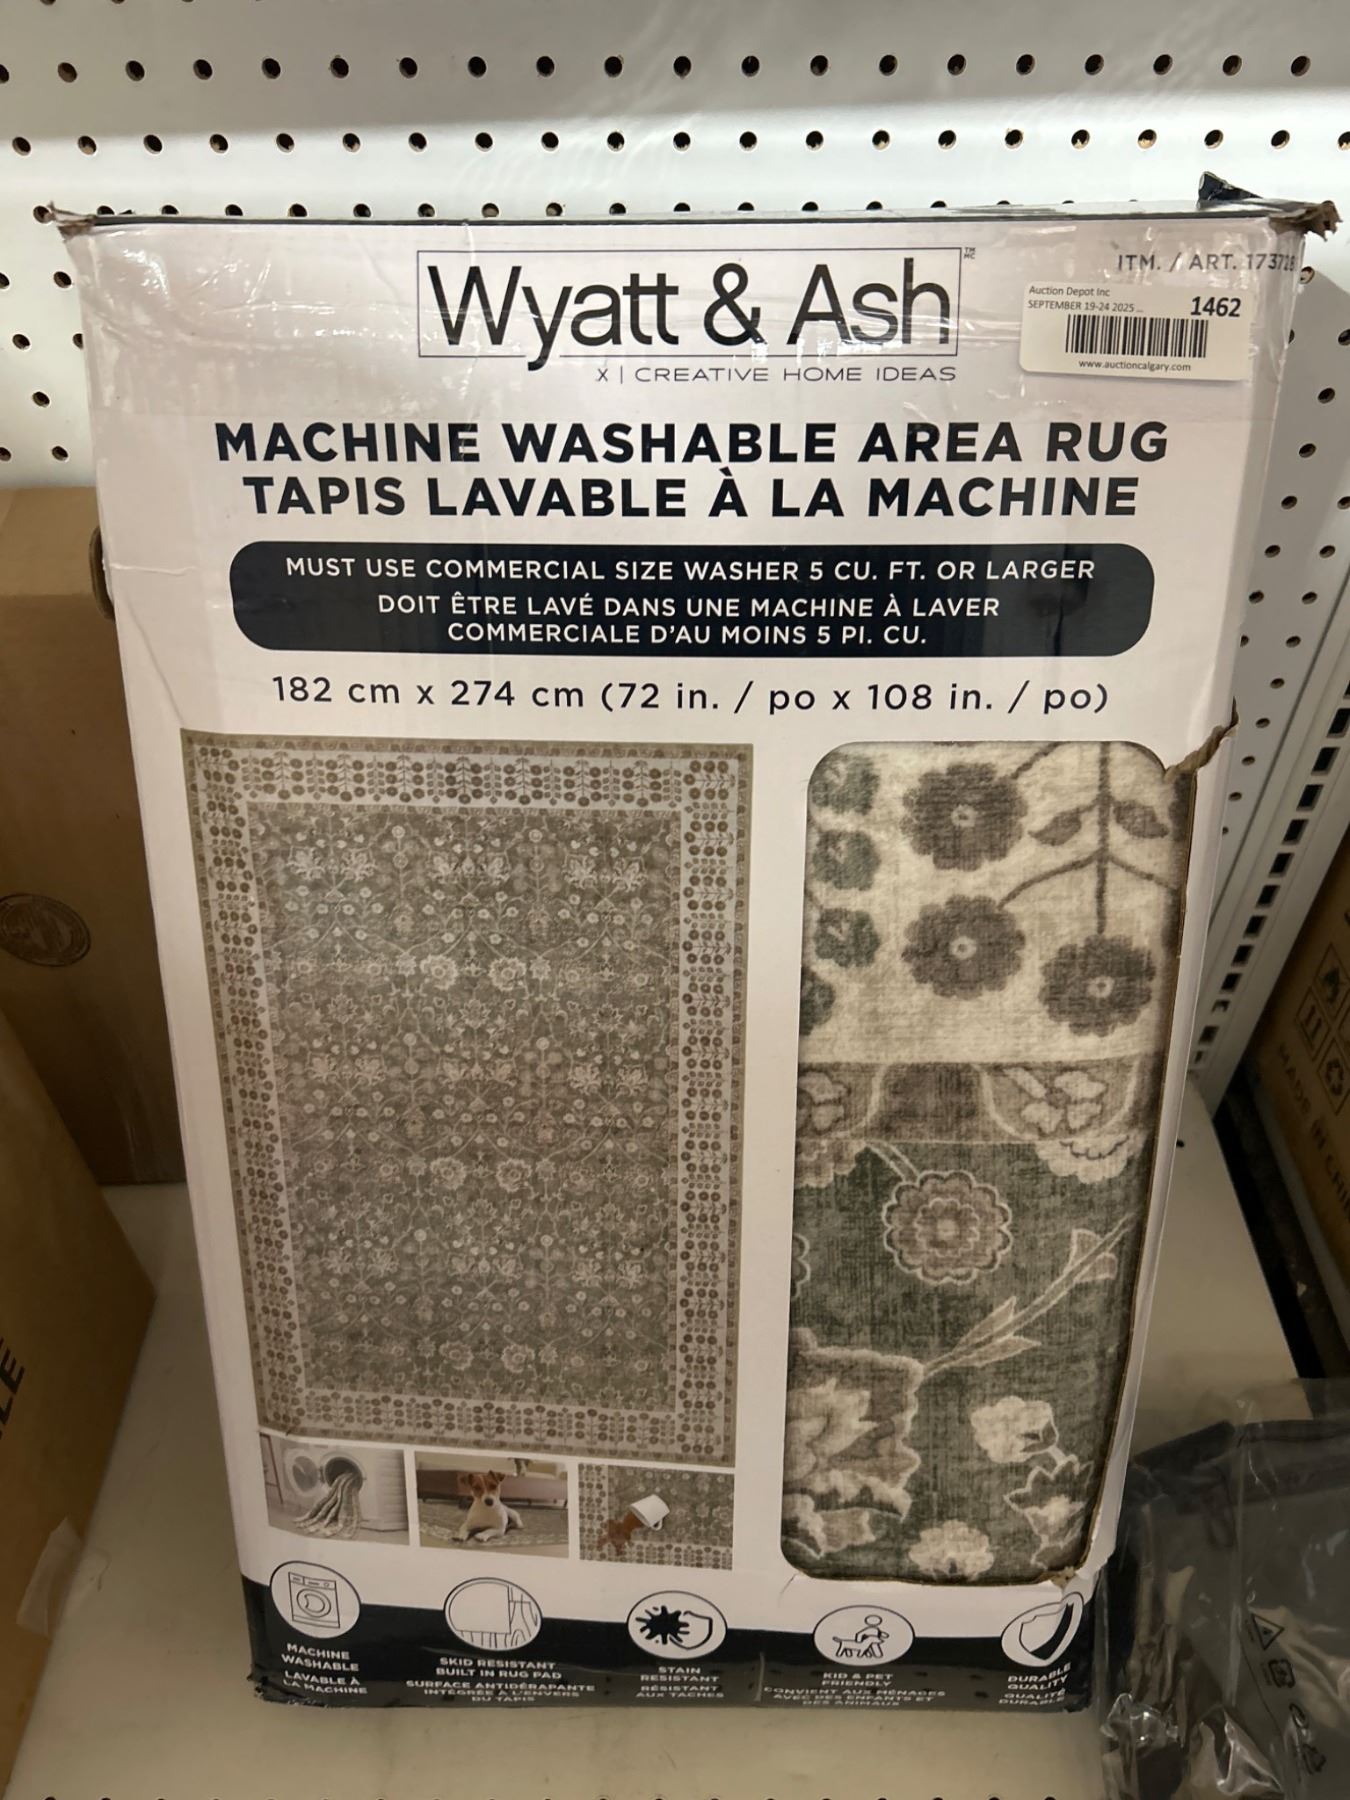 Wyatt & Ash
TM
MC
X | CREATIVE HOME IDEAS
ITM. / ART. 173728
Auction Depot Inc
SEPTEMBER 19-24 2025...
1462
www.auctioncalgary.com
MACHINE WASHABLE AREA RUG
TAPIS LAVABLE À LA MACHINE
MUST USE COMMERCIAL SIZE WASHER 5 CU. FT. OR LARGER
DOIT ÊTRE LAVÉ DANS UNE MACHINE À LAVER
COMMERCIALE D'AU MOINS 5 PI. CU.
182 cm x 274 cm (72 in. / po x 108 in. / po)
MACHINE
WASHABLE
LAVABLE À
LA MACHINE
SKID RESISTANT
BUILT IN RUG PAD
SURFACE ANTIDÉRAPANTE
INTÉGRÉE À L'ENVERS
DU TAPIS
STAIN
RESISTANT
RÉSISTANT
AUX TACHES
KID & PET
FRIENDLY
CONVIENT AUX MÉNAGES
AVEC DES ENFANTS ET
DES ANIMAUX
DURABLE
QUALITY
QUALITÉ
DURABLE
MADE IN